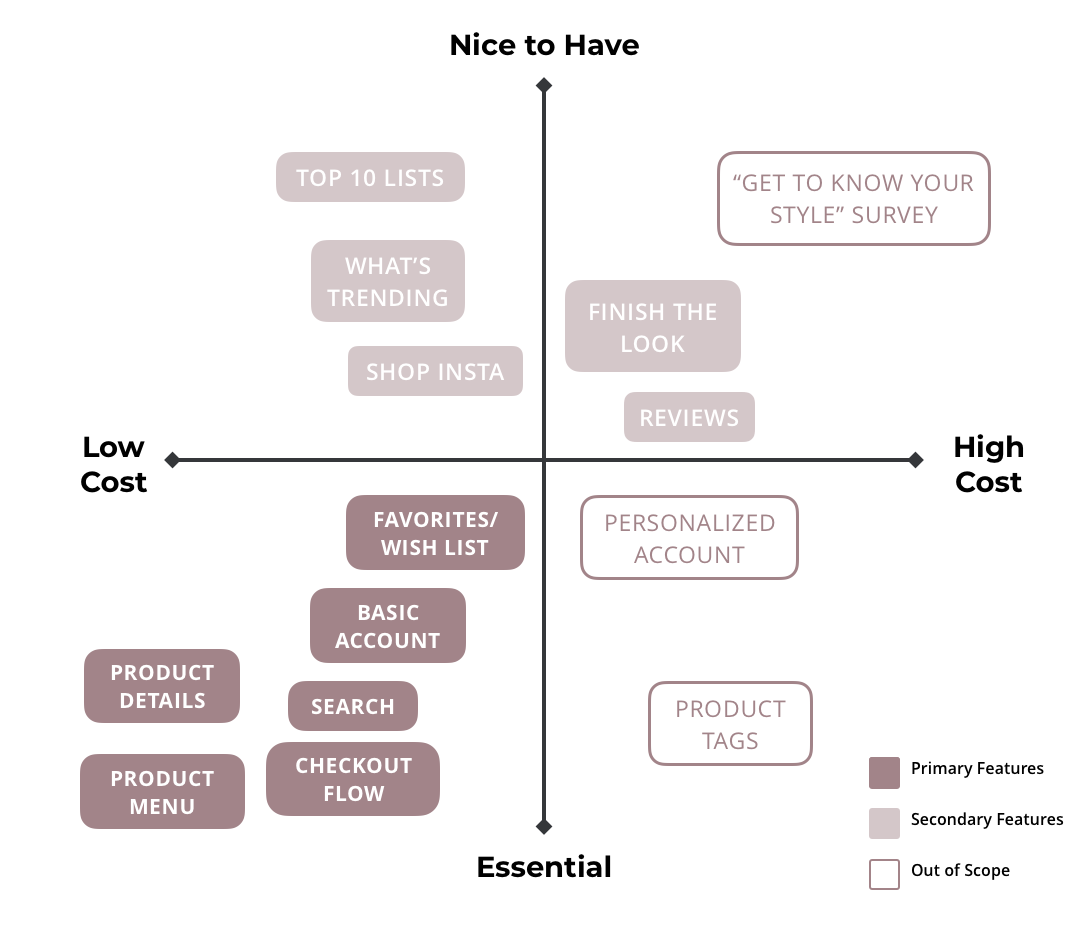 Nice to Have
TOP 10 LISTS
“GET TO KNOW YOUR
STYLE” SURVEY
WHAT’S
TRENDING
FINISH THE
LOOK
SHOP INSTA
REVIEWS
Low
Cost
High
Cost
FAVORITES/
WISH LIST
PERSONALIZED
ACCOUNT
BASIC
ACCOUNT
PRODUCT
DETAILS
SEARCH
PRODUCT
TAGS
PRODUCT
MENU
CHECKOUT
FLOW
Primary Features
Secondary Features
Out of Scope
Essential